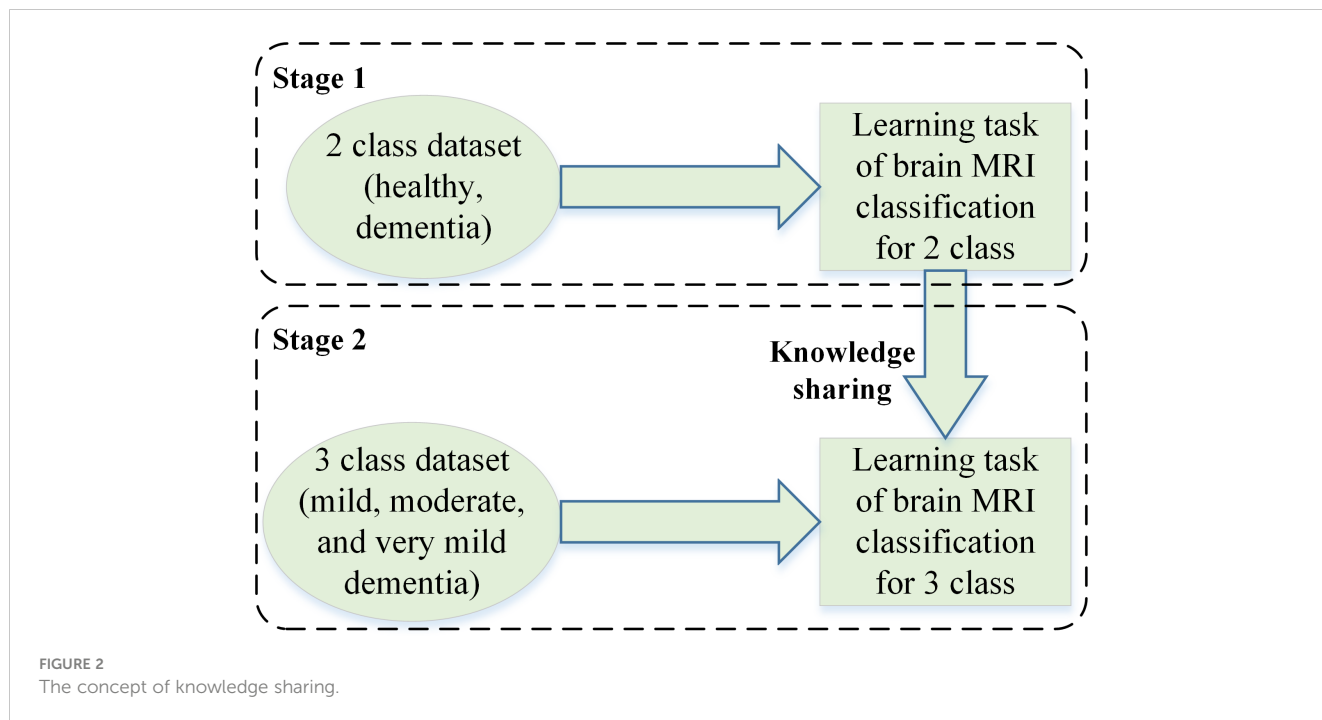 Stage 1
2 class dataset
(healthy,
dementia)
Learning task
of brain MRI
classification
for 2 class
Stage 2
Knowledge
sharing
3 class dataset
(mild, moderate,
and very mild
dementia)
Learning task
of brain MRI
classification
for 3 class
FIGURE 2
The concept of knowledge sharing.